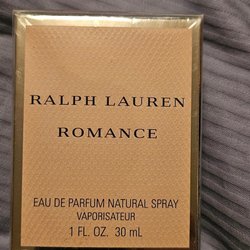 RALPH LAUREN
ROMANCE
EAU DE PARFUM NATURAL SPRAY
VAPORISATEUR
1 FL. OZ. 30 mL